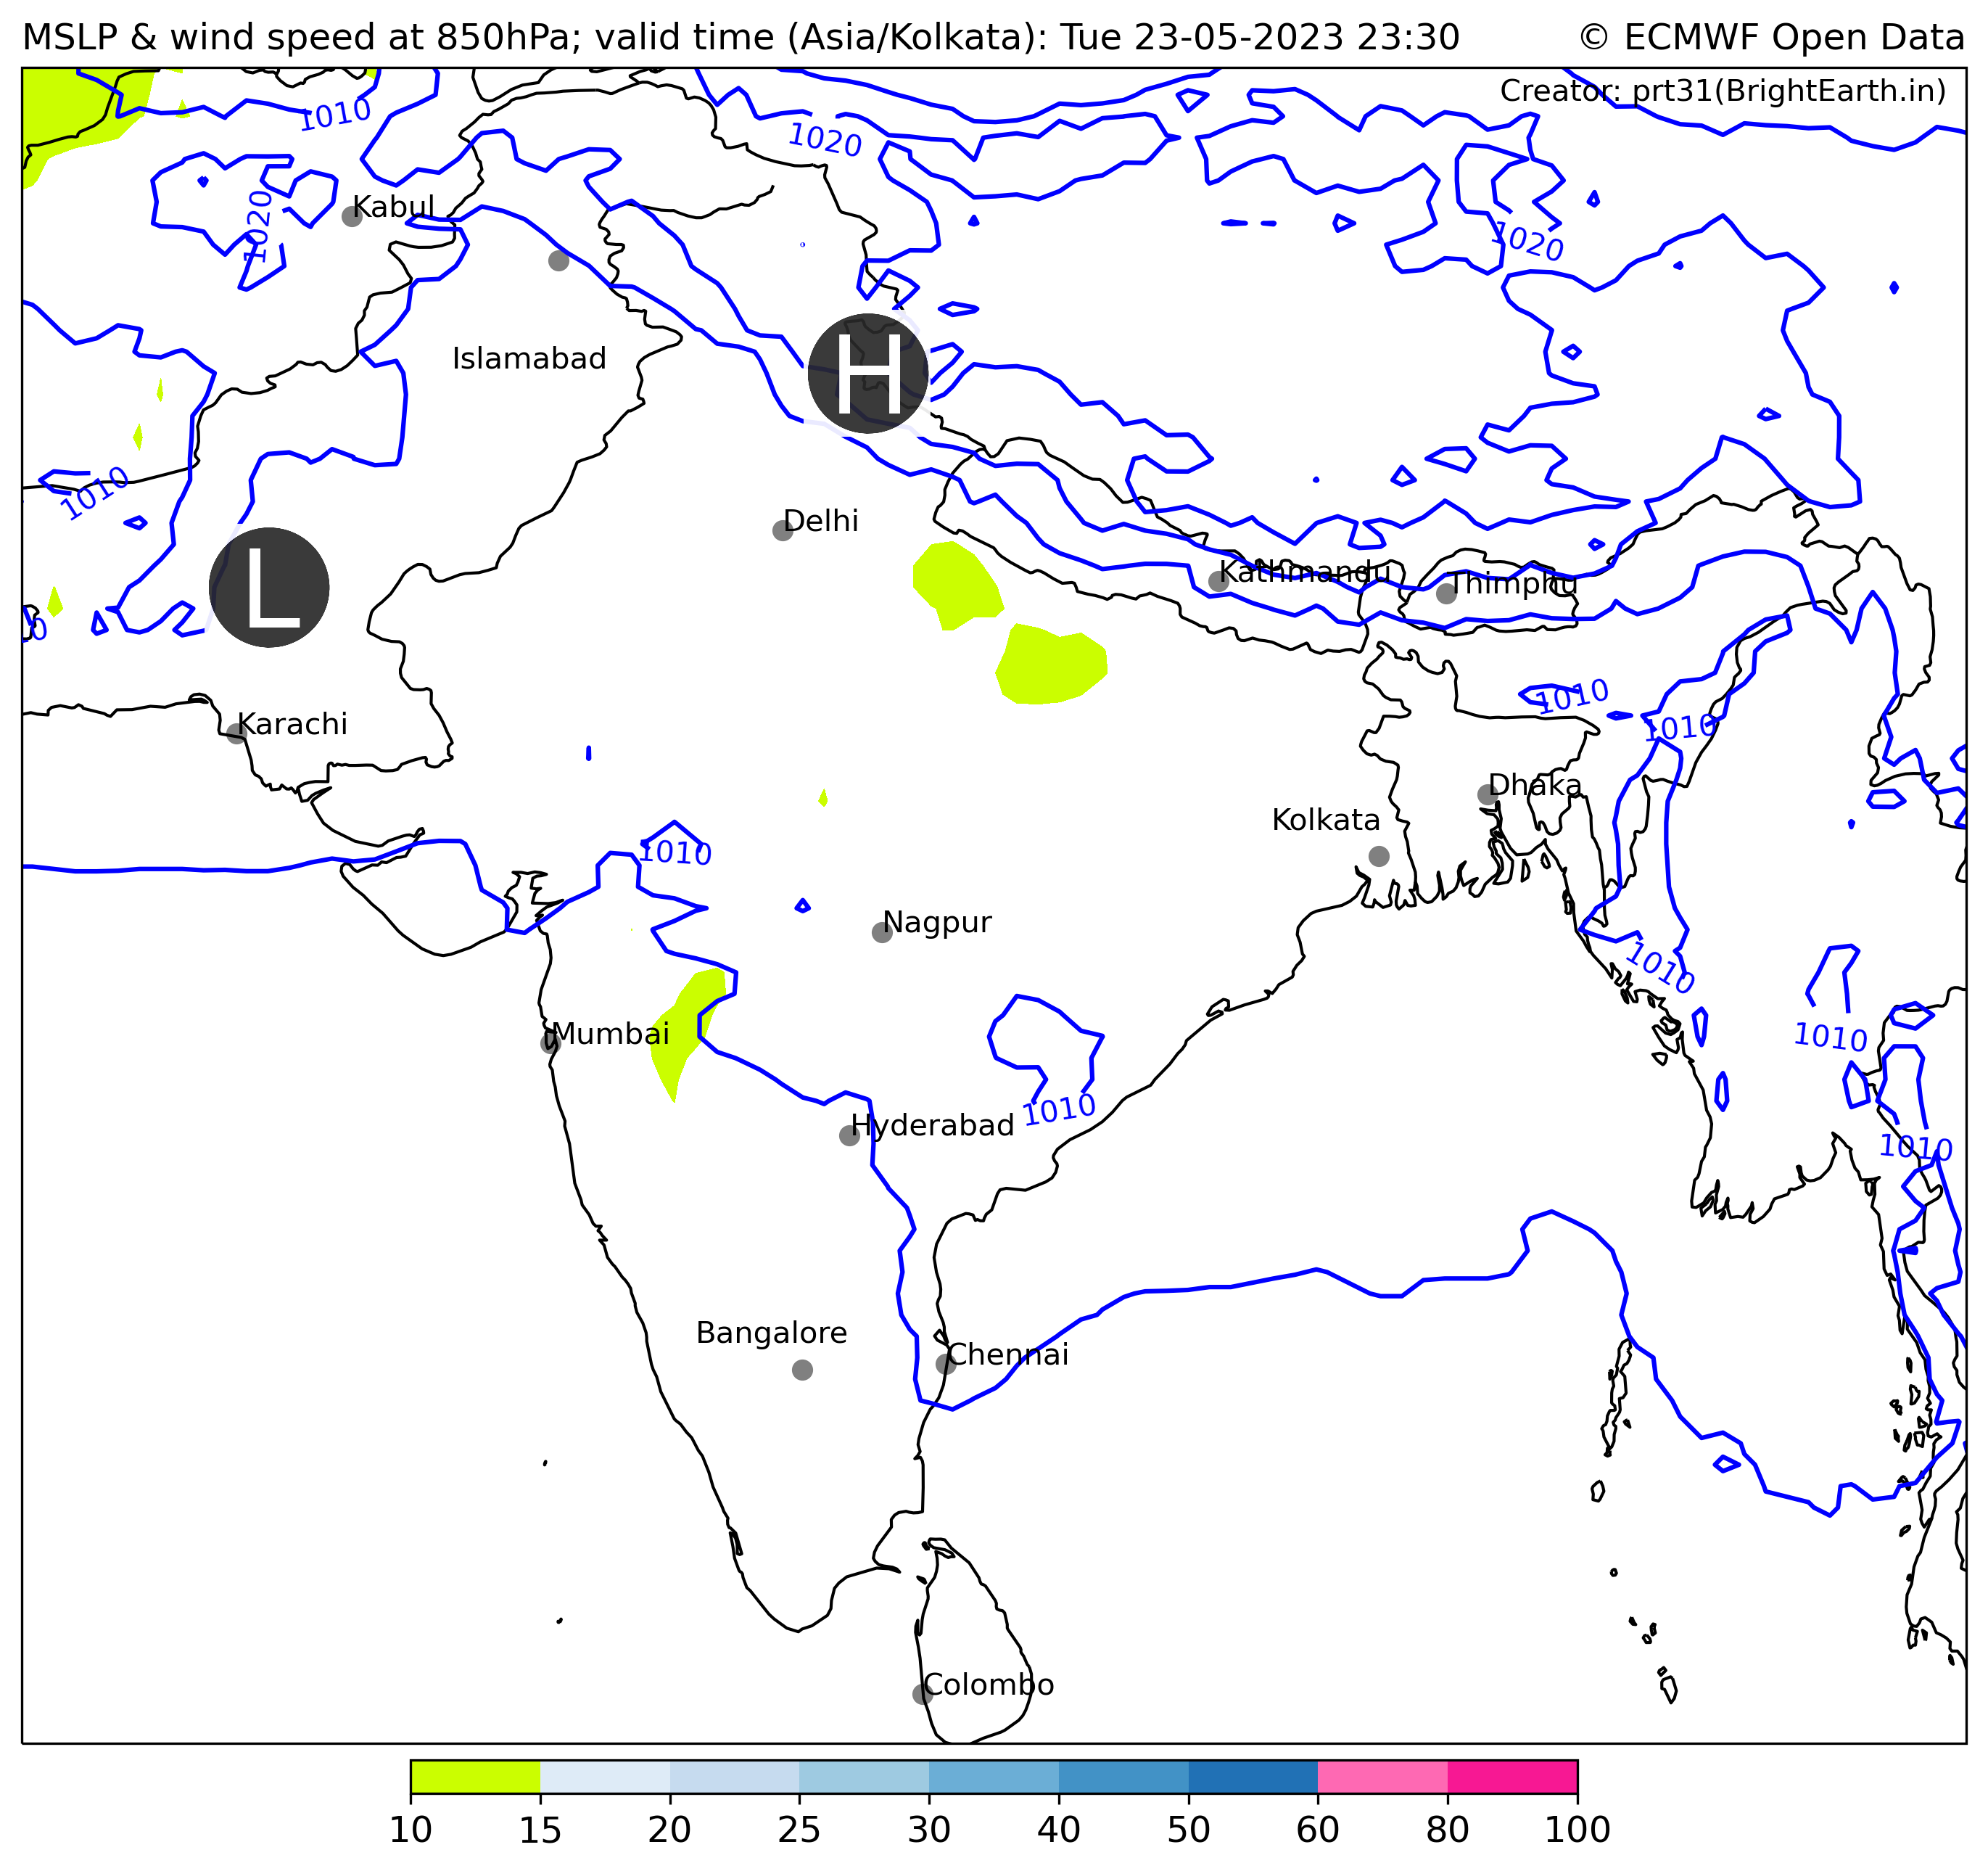 MSLP & wind speed at 850hPa; valid time (Asia/Kolkata): Tue 23-05-2023 23:30
© ECMWF Open Data
Creator: prt31(BrightEarth.in)
1010
1020
1020
Kabul
1020
H
Islamabad
1010
Delhi
L
Kathmandu
Thimphu
0
1010
1010
Karachi
Dhaka
Kolkata
1010
Nagpur
1010
Mumbai
1010
1010
Hyderabad
1010
Bangalore
Chennai
Colombo
10 15 20 25 30 40 50 60 80 100